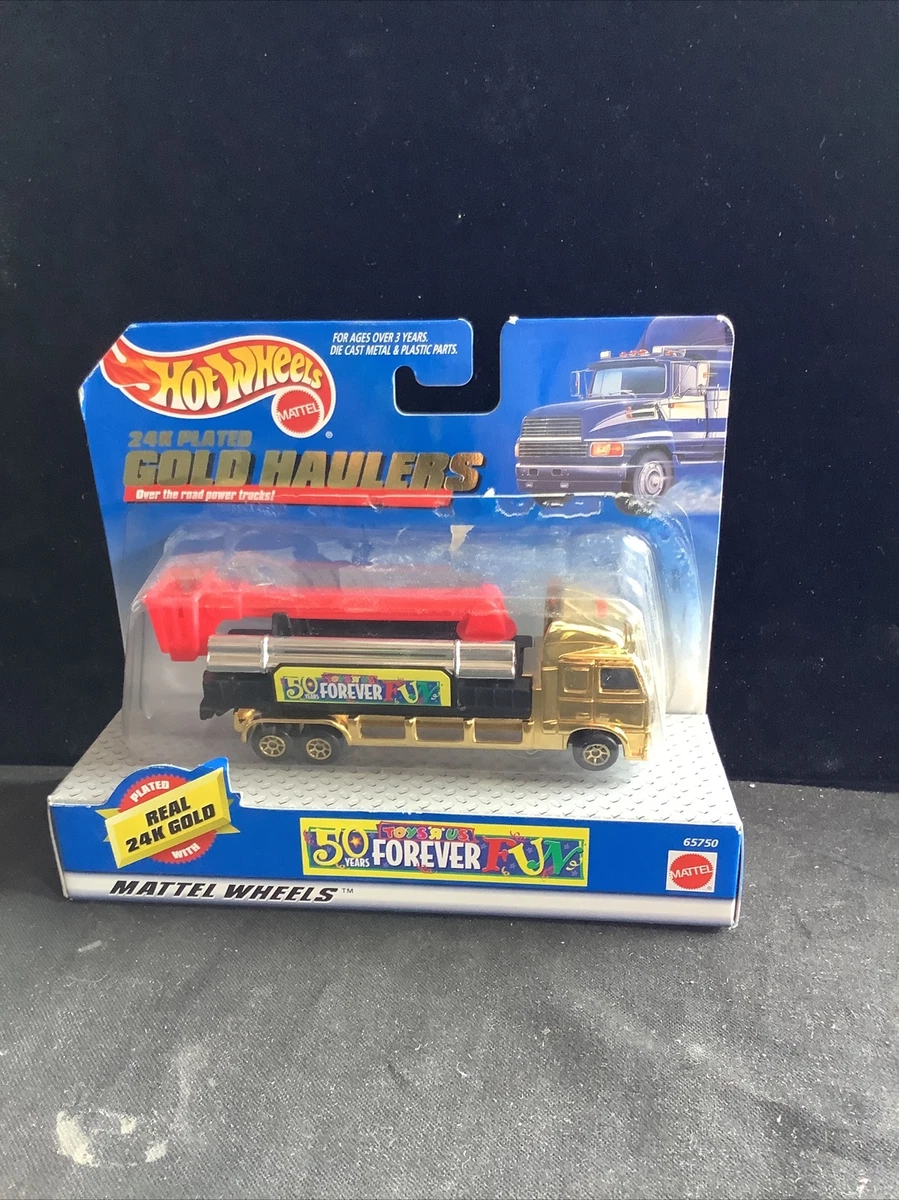 FOR AGES OVER 3 YEARS.
DIE CAST METAL & PLASTIC PARTS.
HOT WHEELS
MATTEL
®
24K PLATED
GOLD HAULERS
Over the road power trucks!
TOYS "R" US
50 YEARS FOREVER FUN
PLATED
REAL
24K GOLD
WITH
TOYS "R" US
50 YEARS FOREVER FUN
65750
MATTEL
MATTEL WHEELS™